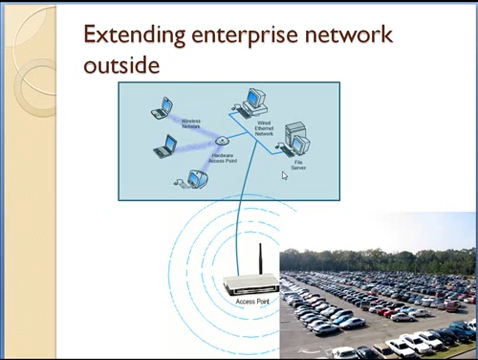 Extending enterprise network
outside
Wireless
Network
Wired
Ethernet
Network
Hardware
Access Point
File
Server
Access Point